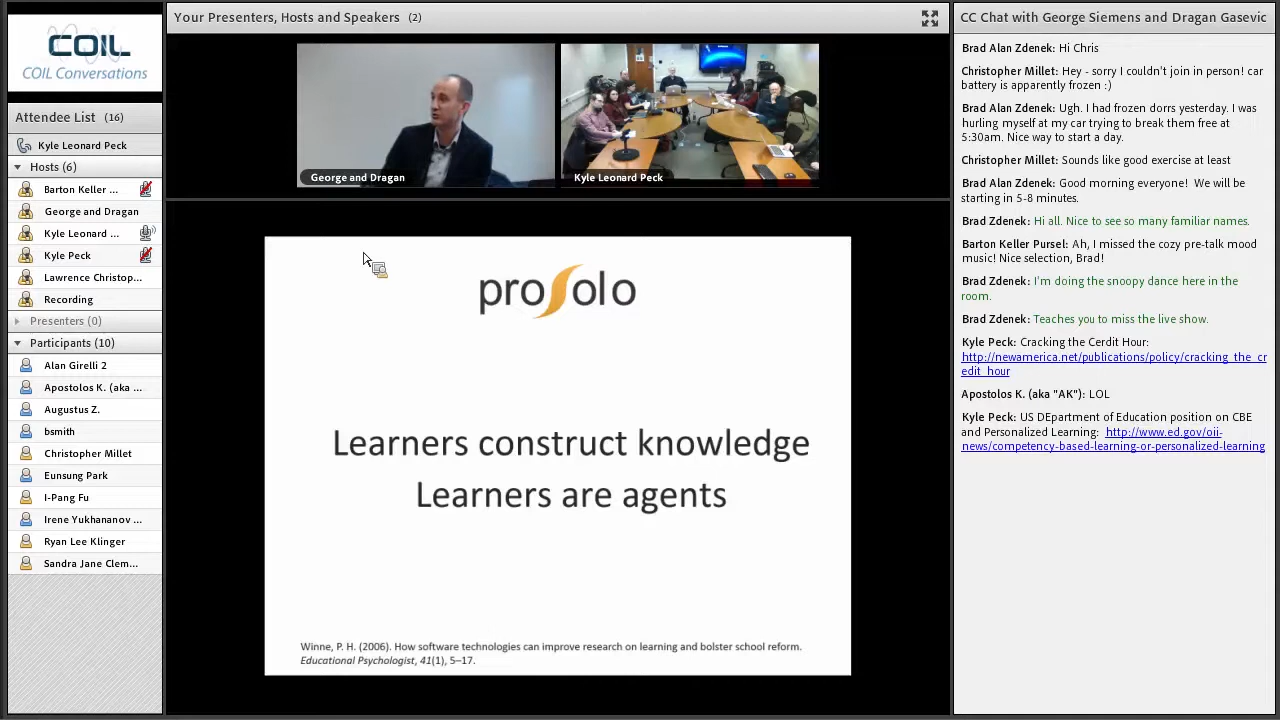 COIL
COIL Conversations
Attendee List (16)
Kyle Leonard Peck
Hosts (6)
Barton Keller ...
George and Dragan
Kyle Leonard ...
Kyle Peck
Lawrence Christop...
Recording
Presenters (0)
Participants (10)
Alan Girelli 2
Apostolos K. (aka ...
Augustus Z.
bsmith
Christopher Millet
Eunsung Park
I-Pang Fu
Irene Yukhananov ...
Ryan Lee Klinger
Sandra Jane Clem...
Your Presenters, Hosts and Speakers (2)
George and Dragan
Kyle Leonard Peck
proSolo
Learners construct knowledge
Learners are agents
Winne, P. H. (2006). How software technologies can improve research on learning and bolster school reform.
Educational Psychologist, 41(1), 5–17.
CC Chat with George Siemens and Dragan Gasevic
Brad Alan Zdenek: Hi Chris
Christopher Millet: Hey - sorry I couldn't join in person! car
battery is apparently frozen :)
Brad Alan Zdenek: Ugh. I had frozen dorrs yesterday. I was
hurling myself at my car trying to break them free at
5:30am. Nice way to start a day.
Christopher Millet: Sounds like good exercise at least
Brad Alan Zdenek: Good morning everyone! We will be
starting in 5-8 minutes.
Brad Zdenek: Hi all. Nice to see so many familiar names.
Barton Keller Pursel: Ah, I missed the cozy pre-talk mood
music! Nice selection, Brad!
Brad Zdenek: I'm doing the snoopy dance here in the
room.
Brad Zdenek: Teaches you to miss the live show.
Kyle Peck: Cracking the Cerdit Hour:
http://newamerica.net/publications/policy/cracking_the_cr
edit_hour
Apostolos K. (aka "AK"): LOL
Kyle Peck: US DEpartment of Education position on CBE
and Personalized Learning: http://www.ed.gov/oii-
news/competency-based-learning-or-personalized-learning